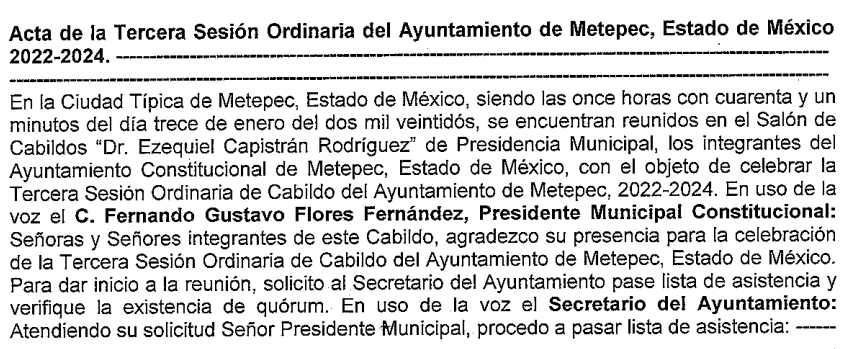 Acta de la Tercera Sesión Ordinaria del Ayuntamiento de Metepec, Estado de México
2022-2024. ------------------------------------------------------------------------------------------------
------------------------------------------------------------------------------------------------------------------
En la Ciudad Típica de Metepec, Estado de México, siendo las once horas con cuarenta y un
minutos del día trece de enero del dos mil veintidós, se encuentran reunidos en el Salón de
Cabildos “Dr. Ezequiel Capistrán Rodríguez” de Presidencia Municipal, los integrantes del
Ayuntamiento Constitucional de Metepec, Estado de México, con el objeto de celebrar la
Tercera Sesión Ordinaria de Cabildo del Ayuntamiento de Metepec, 2022-2024. En uso de la
voz el C. Fernando Gustavo Flores Fernández, Presidente Municipal Constitucional:
Señoras y Señores integrantes de este Cabildo, agradezco su presencia para la celebración
de la Tercera Sesión Ordinaria de Cabildo del Ayuntamiento de Metepec, Estado de México.
Para dar inicio a la reunión, solicito al Secretario del Ayuntamiento pase lista de asistencia y
verifique la existencia de quórum. En uso de la voz el Secretario del Ayuntamiento:
Atendiendo su solicitud Señor Presidente Municipal, procedo a pasar lista de asistencia: ------